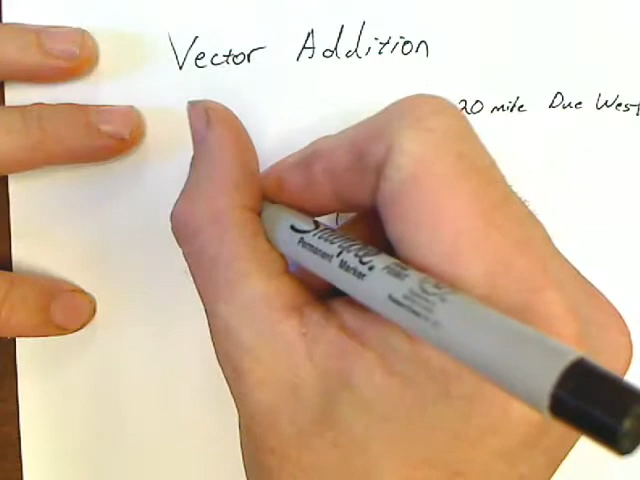 Vector Addition
20 mile Due West
Sharpie.
Permanent Marker